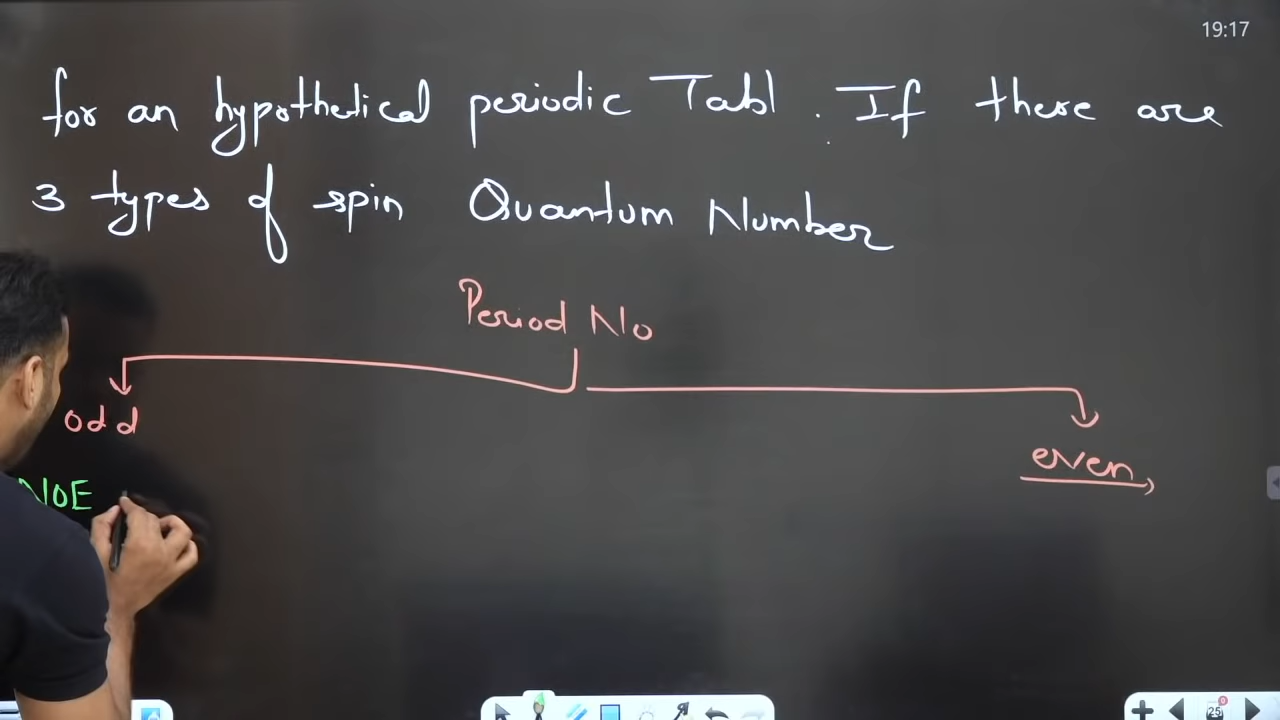 19:17
for an hypothetical periodic Tabl. If there are
3 types of spin Quantum Number
Period No
odd
even
NOE
25